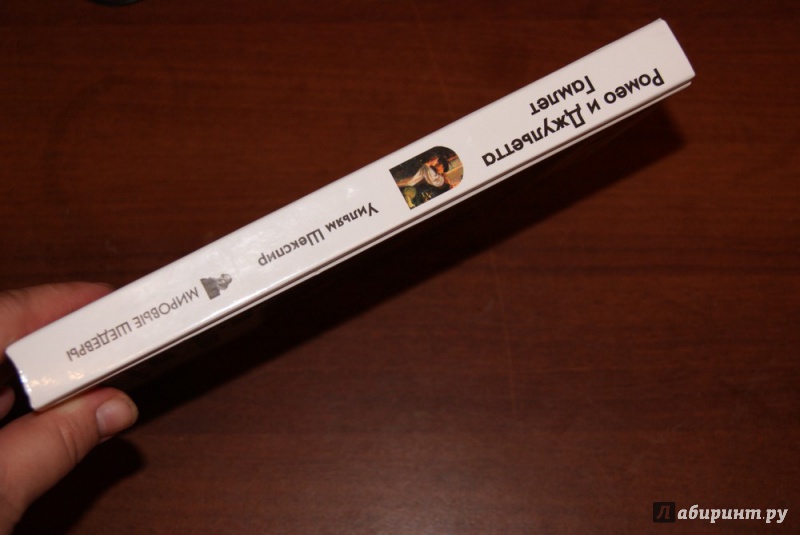 Ромео и Джульетта
Гамлет
Уильям Шекспир
МИРОВЫЕ ШЕДЕВРЫ
Лабиринт.ру